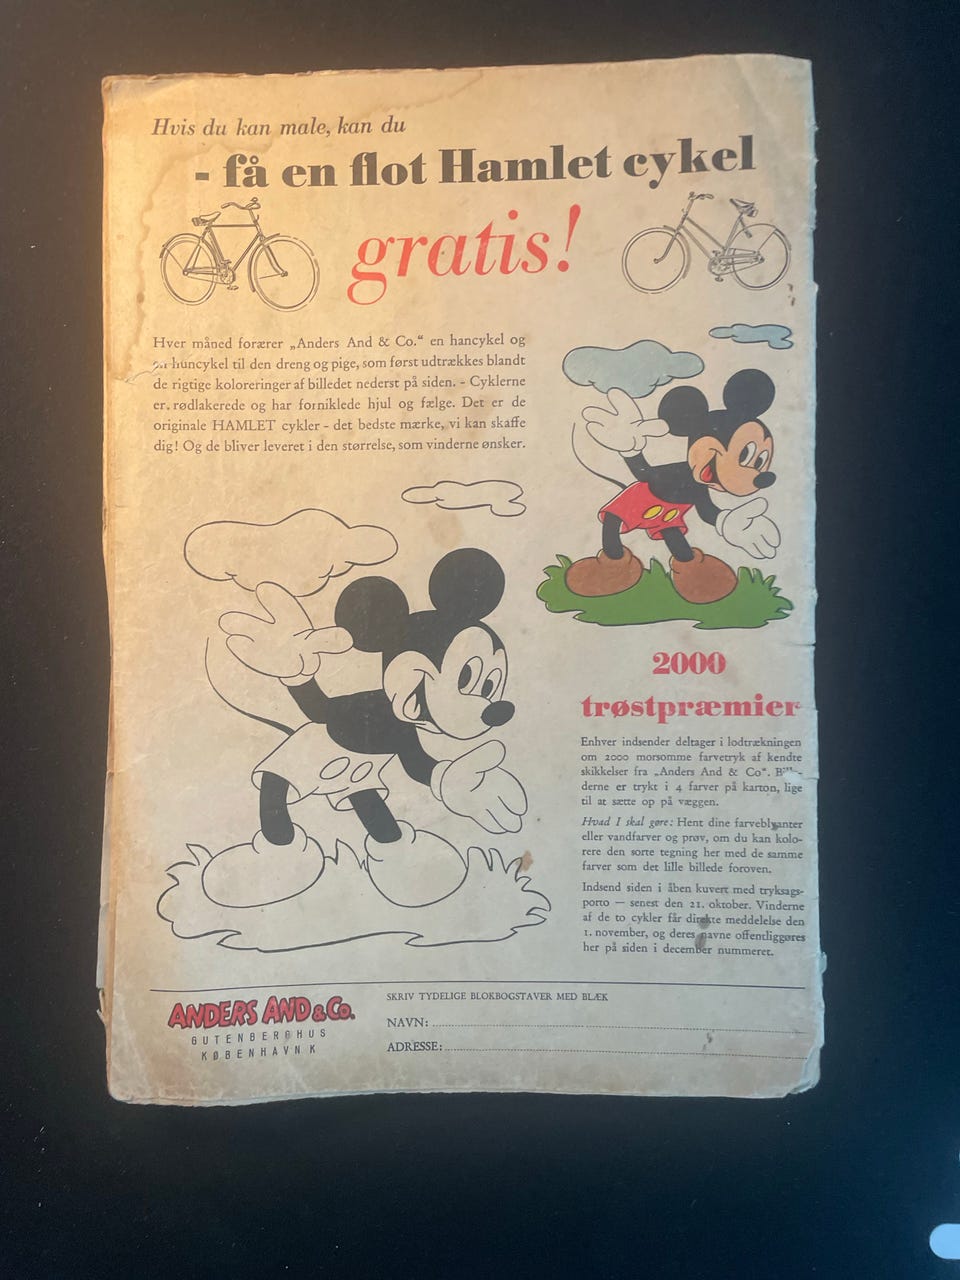 Hvis du kan male, kan du
- få en flot Hamlet cykel
gratis!
Hver måned forærer „Anders And & Co.“ en hancykel og
en huncykel til den dreng og pige, som først udtrækkes blandt
de rigtige koloreringer af billedet nederst på siden. - Cyklerne
er rødlakerede og har forniklede hjul og fælge. Det er de
originale HAMLET cykler - det bedste mærke, vi kan skaffe
dig! Og de bliver leveret i den størrelse, som vinderne ønsker.
2000
trøstpræmier
Enhver indsender deltager i lodtrækningen
om 2000 morsomme farvetryk af kendte
skikkelser fra „Anders And & Co“. Bille-
derne er trykt i 4 farver på karton, lige
til at sætte op på væggen.
Hvad I skal gøre: Hent dine farveblyanter
eller vandfarver og prøv, om du kan kolo-
rere den sorte tegning her med de samme
farver som det lille billede foroven.
Indsend siden i åben kuvert med tryksags-
porto — senest den 21. oktober. Vinderne
af de to cykler får direkte meddelelse den
1. november, og deres navne offentliggøres
her på siden i december nummeret.
ANDERS AND & Co.
GUTENBERGHUS
KØBENHAVN K
SKRIV TYDELIGE BLOKBOGSTAVER MED BLÆK
NAVN:
ADRESSE: